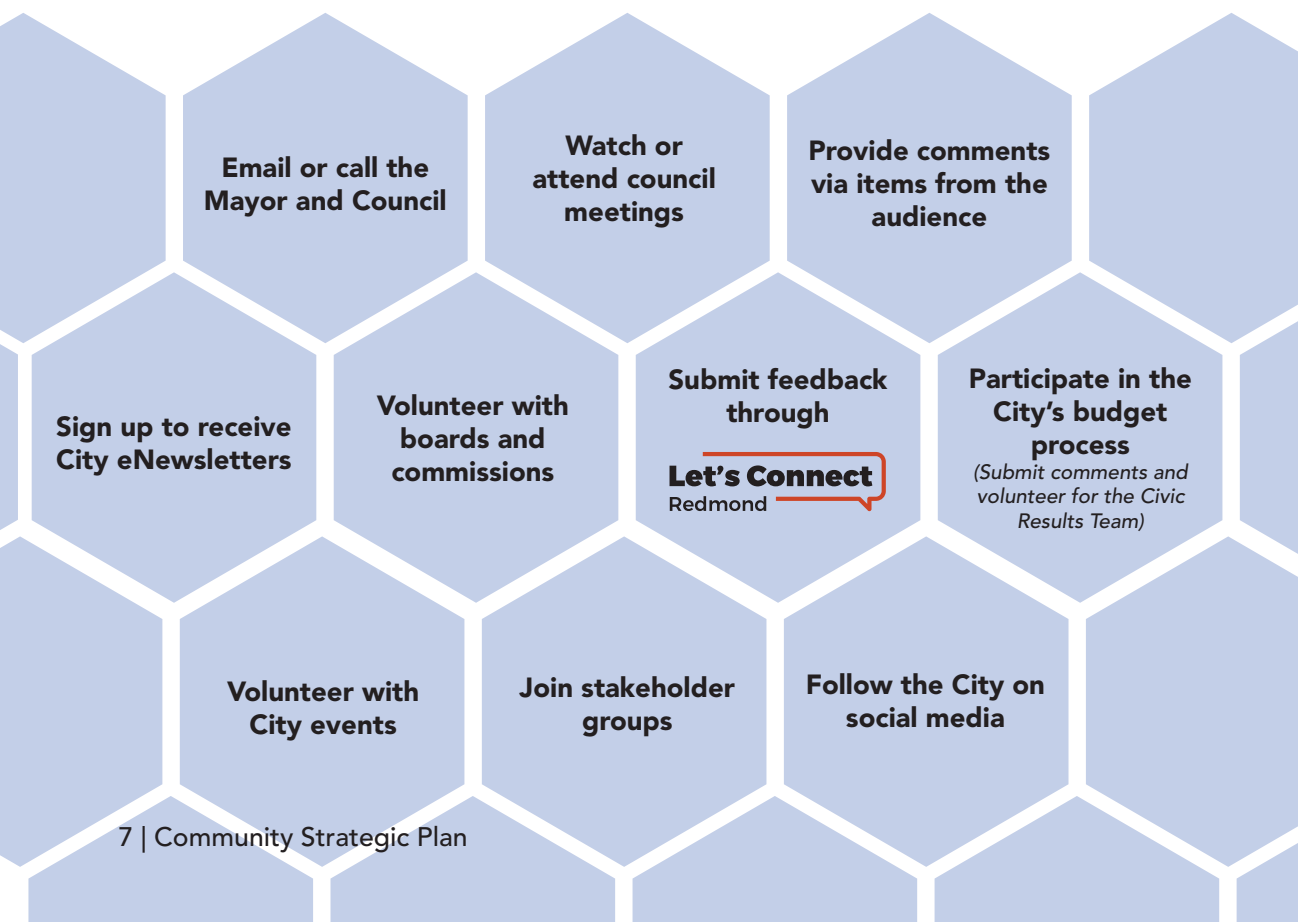 Email or call the
Mayor and Council
Watch or
attend council
meetings
Provide comments
via items from the
audience
Sign up to receive
City eNewsletters
Volunteer with
boards and
commissions
Submit feedback
through
Let's Connect
Redmond
Participate in the
City's budget
process
(Submit comments and
volunteer for the Civic
Results Team)
Volunteer with
City events
Join stakeholder
groups
Follow the City on
social media
7 | Community Strategic Plan